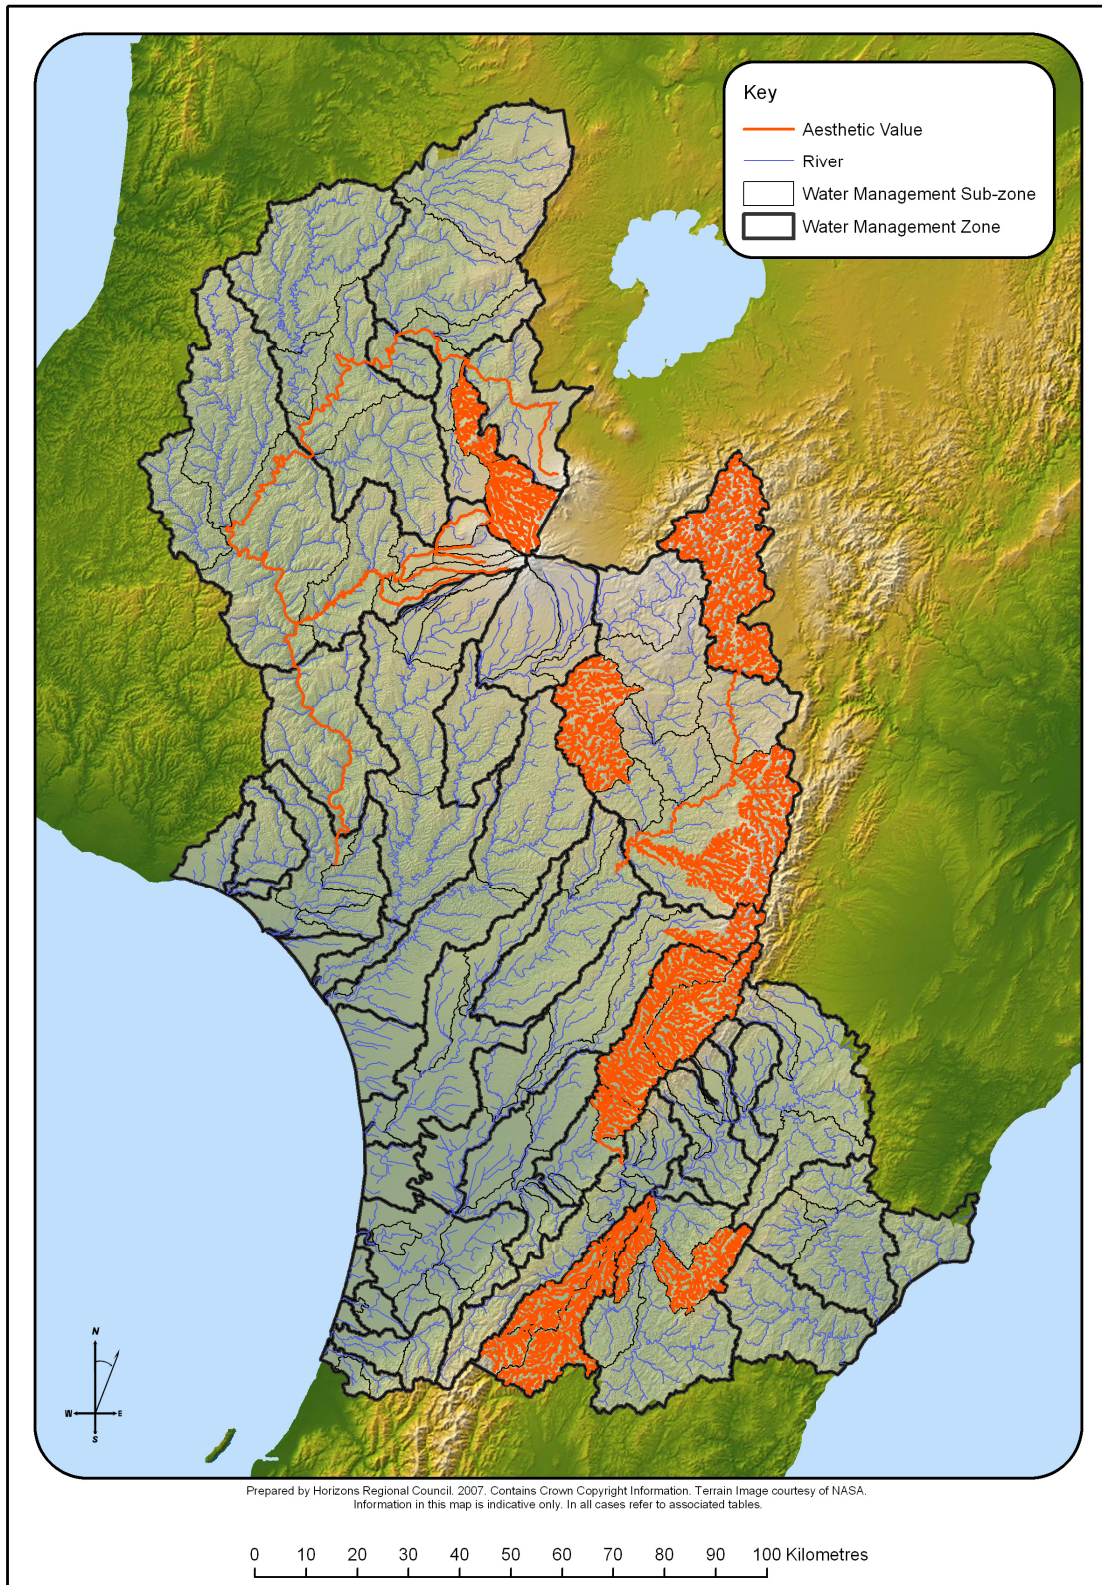 Key
Aesthetic Value
River
Water Management Sub-zone
Water Management Zone
N
W E
S
Prepared by Horizons Regional Council. 2007. Contains Crown Copyright Information. Terrain Image courtesy of NASA.
Information in this map is indicative only. In all cases refer to associated tables.
0 10 20 30 40 50 60 70 80 90 100 Kilometres